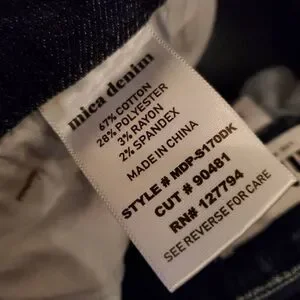 mica denim
67% COTTON
28% POLYESTER
3% RAYON
2% SPANDEX
MADE IN CHINA
STYLE # MDP-S170DK
CUT # 90481
RN# 127794
SEE REVERSE FOR CARE